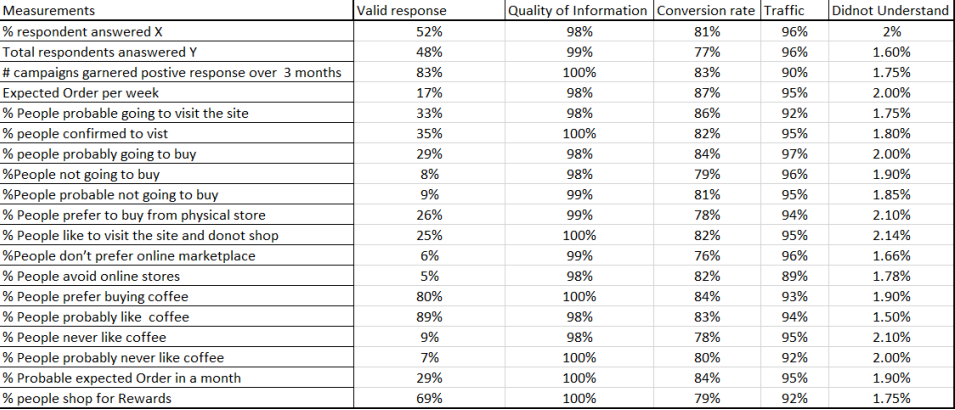 Measurements Valid response Quality of Information Conversion rate Traffic Didnot Understand
% respondent answered X 52% 98% 81% 96% 2%
Total respondents anaswered Y 48% 99% 77% 96% 1.60%
# campaigns garnered postive response over 3 months 83% 100% 83% 90% 1.75%
Expected Order per week 17% 98% 87% 95% 2.00%
% People probable going to visit the site 33% 98% 86% 92% 1.75%
% people confirmed to vist 35% 100% 82% 95% 1.80%
% people probably going to buy 29% 98% 84% 97% 2.00%
%People not going to buy 8% 98% 79% 96% 1.90%
%People probable not going to buy 9% 99% 81% 95% 1.85%
% People prefer to buy from physical store 26% 99% 78% 94% 2.10%
% People like to visit the site and donot shop 25% 100% 82% 95% 2.14%
%People don't prefer online marketplace 6% 99% 76% 96% 1.66%
% People avoid online stores 5% 98% 82% 89% 1.78%
% People prefer buying coffee 80% 100% 84% 93% 1.90%
% People probably like coffee 89% 98% 83% 94% 1.50%
% People never like coffee 9% 98% 78% 95% 2.10%
% People probably never like coffee 7% 100% 80% 92% 2.00%
% Probable expected Order in a month 29% 100% 84% 95% 1.90%
% people shop for Rewards 69% 100% 79% 92% 1.75%